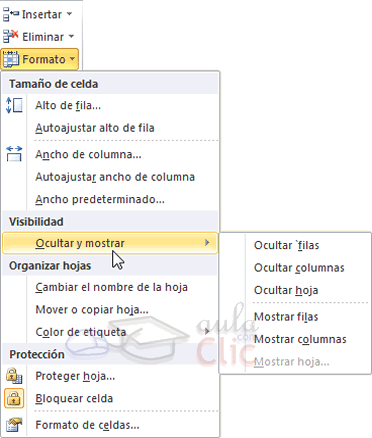 Insertar
Eliminar
Formato
Tamaño de celda
Alto de fila...
Autoajustar alto de fila
Ancho de columna...
Autoajustar ancho de columna
Ancho predeterminado...
Visibilidad
Ocultar y mostrar
Ocultar filas
Ocultar columnas
Ocultar hoja
Mostrar filas
Mostrar columnas
Mostrar hoja...
Organizar hojas
Cambiar el nombre de la hoja
Mover o copiar hoja...
Color de etiqueta
Protección
Proteger hoja...
Bloquear celda
Formato de celdas...
aula
Clic
.com